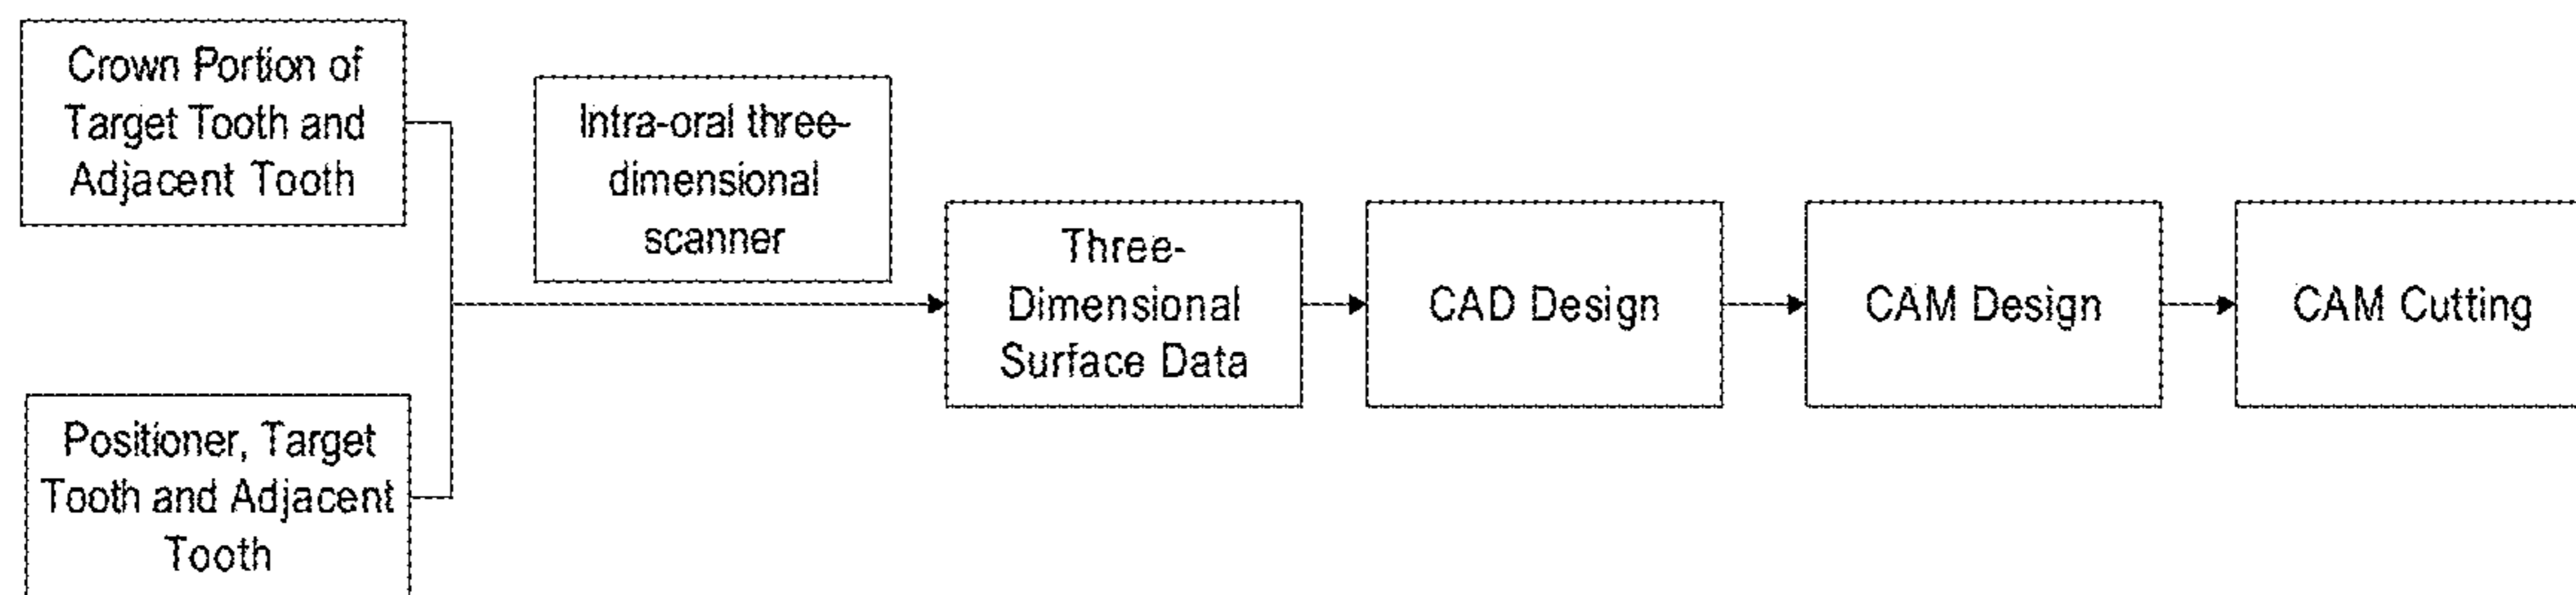 Crown Portion of
Target Tooth and
Adjacent Tooth
Intra-oral three-
dimensional
scanner
Three-
Dimensional
Surface Data
CAD Design
CAM Design
CAM Cutting
Positioner, Target
Tooth and Adjacent
Tooth